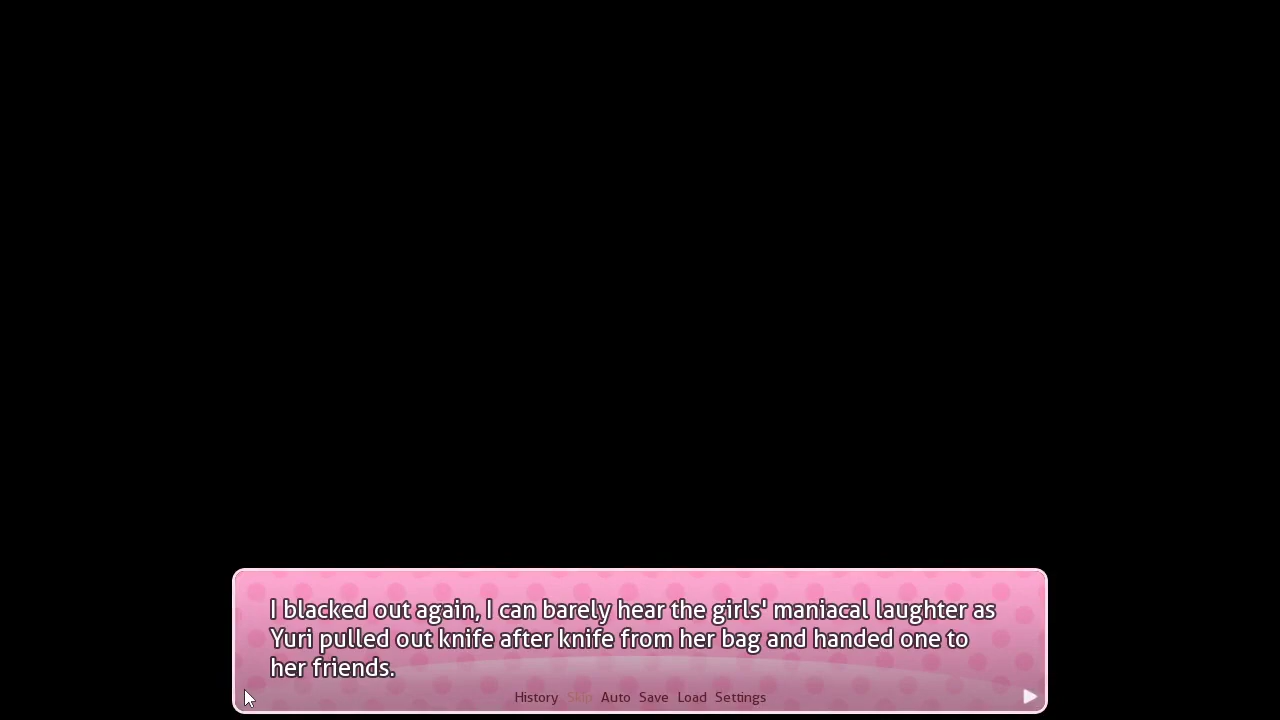 I blacked out again, I can barely hear the girls' maniacal laughter as
Yuri pulled out knife after knife from her bag and handed one to
her friends.
History Skip Auto Save Load Settings